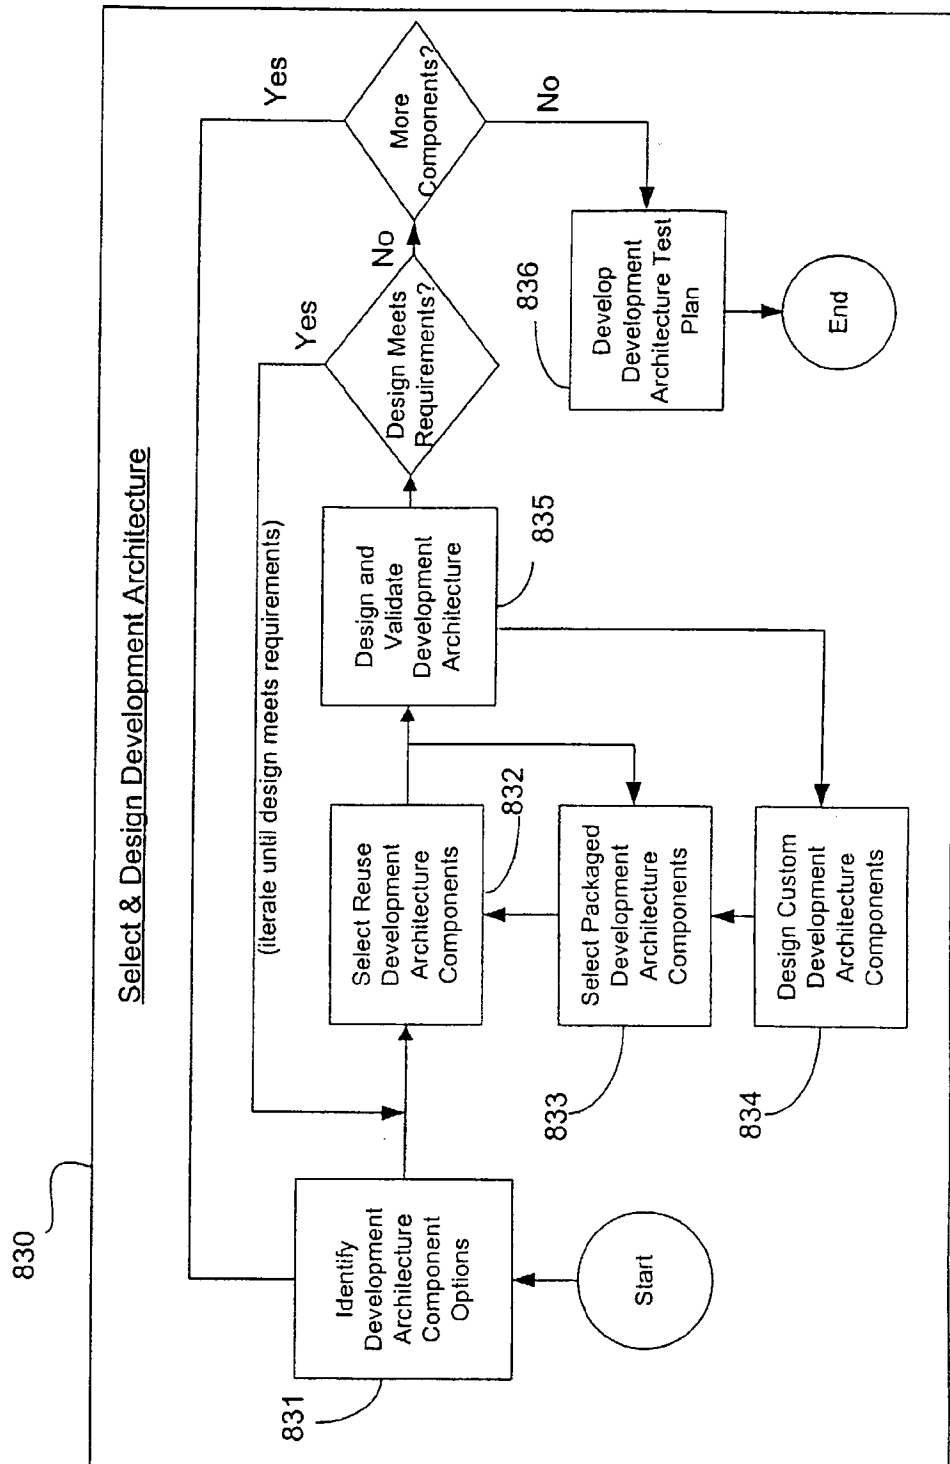 830
Select & Design Development Architecture
Yes
(iterate until design meets requirements)
Yes
831
Identify
Development
Architecture
Component
Options
Start
Select Reuse
Development
Architecture
Components
832
Design and
Validate
Development
Architecture
835
Design Meets
Requirements?
No
More
Components?
No
833
Select Packaged
Development
Architecture
Components
834
Design Custom
Development
Architecture
Components
836
Develop
Development
Architecture Test
Plan
End